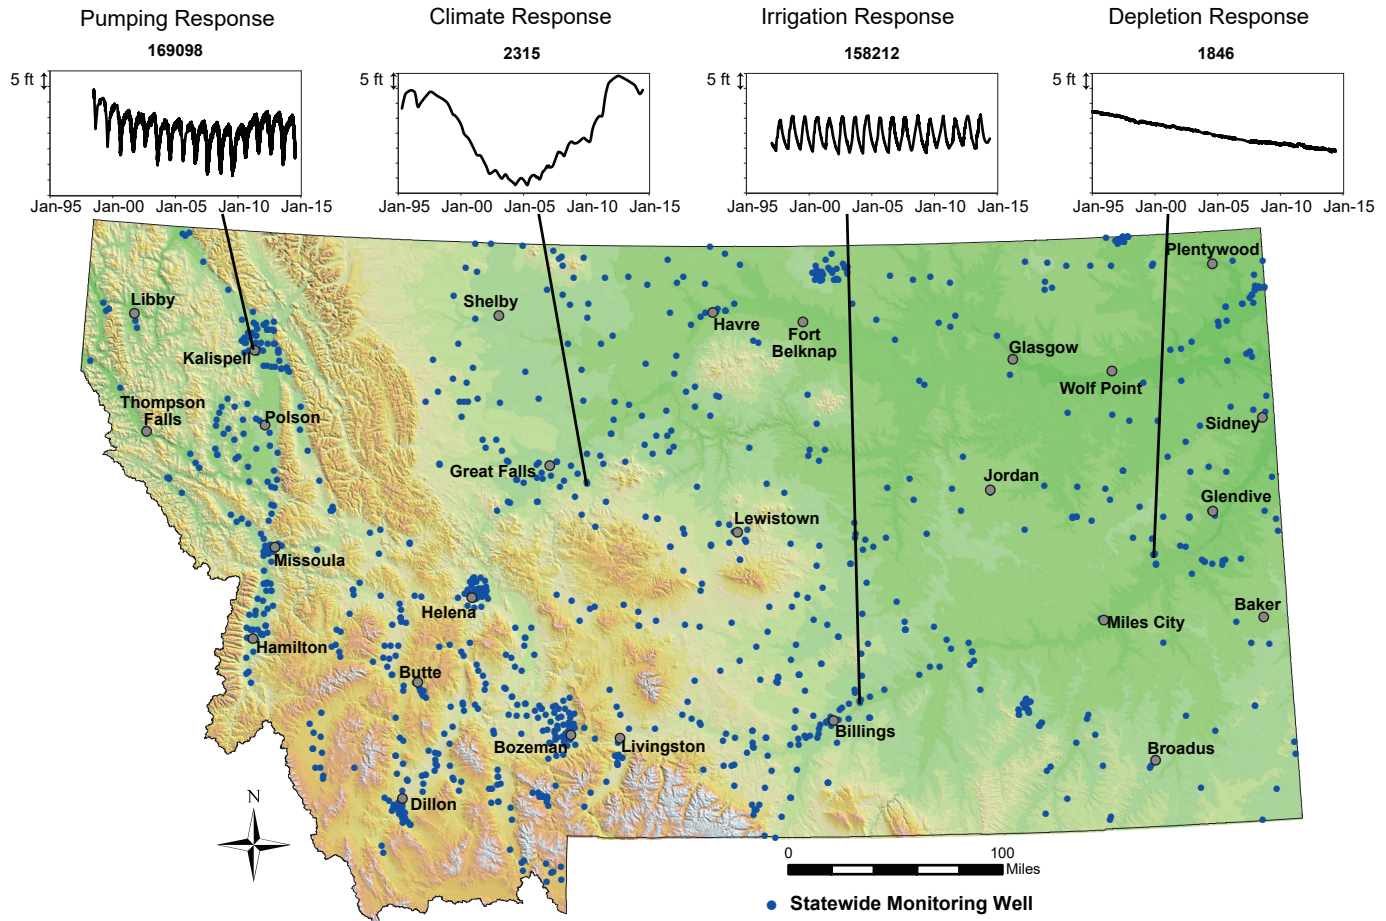 Pumping Response
Climate Response
Irrigation Response
Depletion Response
169098
2315
158212
1846
5 ft
5 ft
5 ft
5 ft
Jan-95 Jan-00 Jan-05 Jan-10 Jan-15
Jan-95 Jan-00 Jan-05 Jan-10 Jan-15
Jan-95 Jan-00 Jan-05 Jan-10 Jan-15
Jan-95 Jan-00 Jan-05 Jan-10 Jan-15
Plentywood
Libby
Shelby
Havre
Fort
Belknap
Glasgow
Kalispell
Wolf Point
Thompson
Falls
Polson
Sidney
Great Falls
Jordan
Glendive
Lewistown
Missoula
Helena
Baker
Miles City
Hamilton
Butte
Billings
Bozeman
Livingston
Broadus
Dillon
N
0 100
Miles
Statewide Monitoring Well